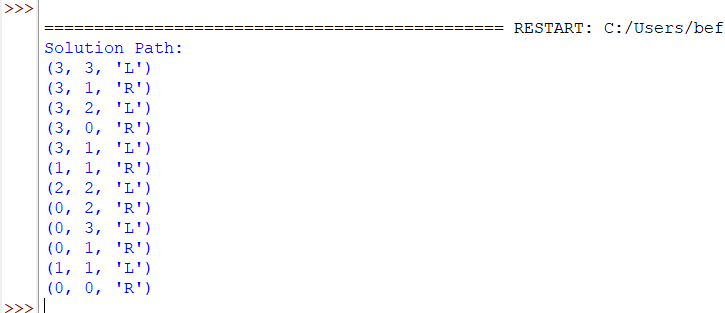 >>>
============================================== RESTART: C:/Users/bef
Solution Path:
(3, 3, 'L')
(3, 1, 'R')
(3, 2, 'L')
(3, 0, 'R')
(3, 1, 'L')
(1, 1, 'R')
(2, 2, 'L')
(0, 2, 'R')
(0, 3, 'L')
(0, 1, 'R')
(1, 1, 'L')
(0, 0, 'R')
>>>